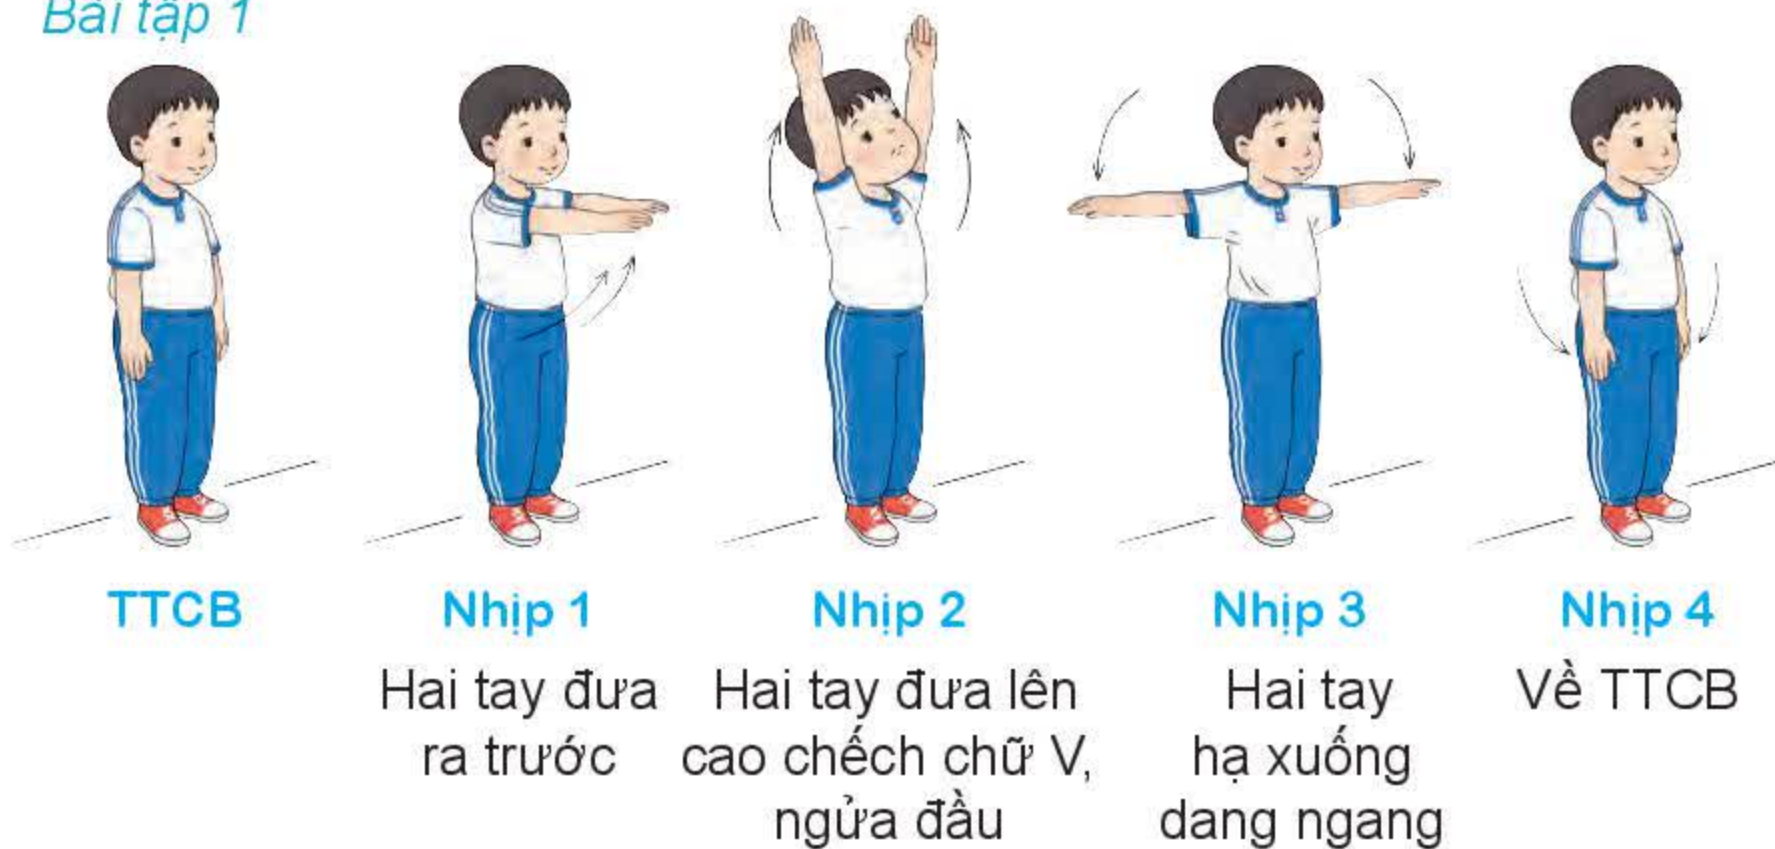 Bài tập 1
TTCB
Nhịp 1
Hai tay đưa
ra trước
Nhịp 2
Hai tay đưa lên
cao chếch chữ V,
ngửa đầu
Nhịp 3
Hai tay
hạ xuống
dang ngang
Nhịp 4
Về TTCB